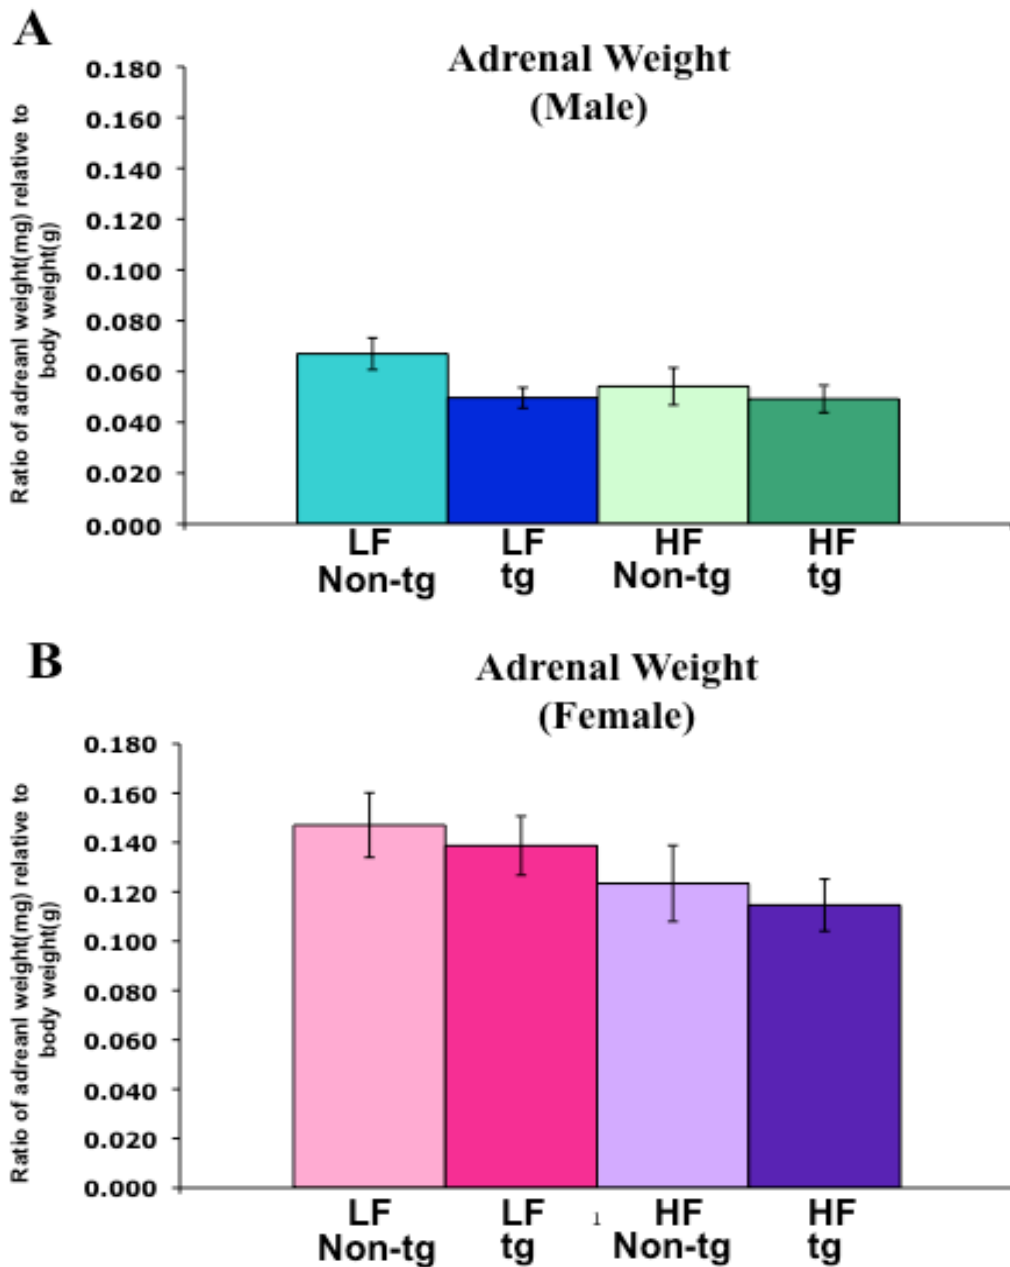 A
Adrenal Weight
(Male)
Ratio of adreanl weight(mg) relative to
body weight(g)
0.180
0.160
0.140
0.120
0.100
0.080
0.060
0.040
0.020
0.000
LF LF HF HF
Non-tg tg Non-tg tg
B
Adrenal Weight
(Female)
Ratio of adreanl weight(mg) relative to
body weight(g)
0.180
0.160
0.140
0.120
0.100
0.080
0.060
0.040
0.020
0.000
LF LF 1 HF HF
Non-tg tg Non-tg tg